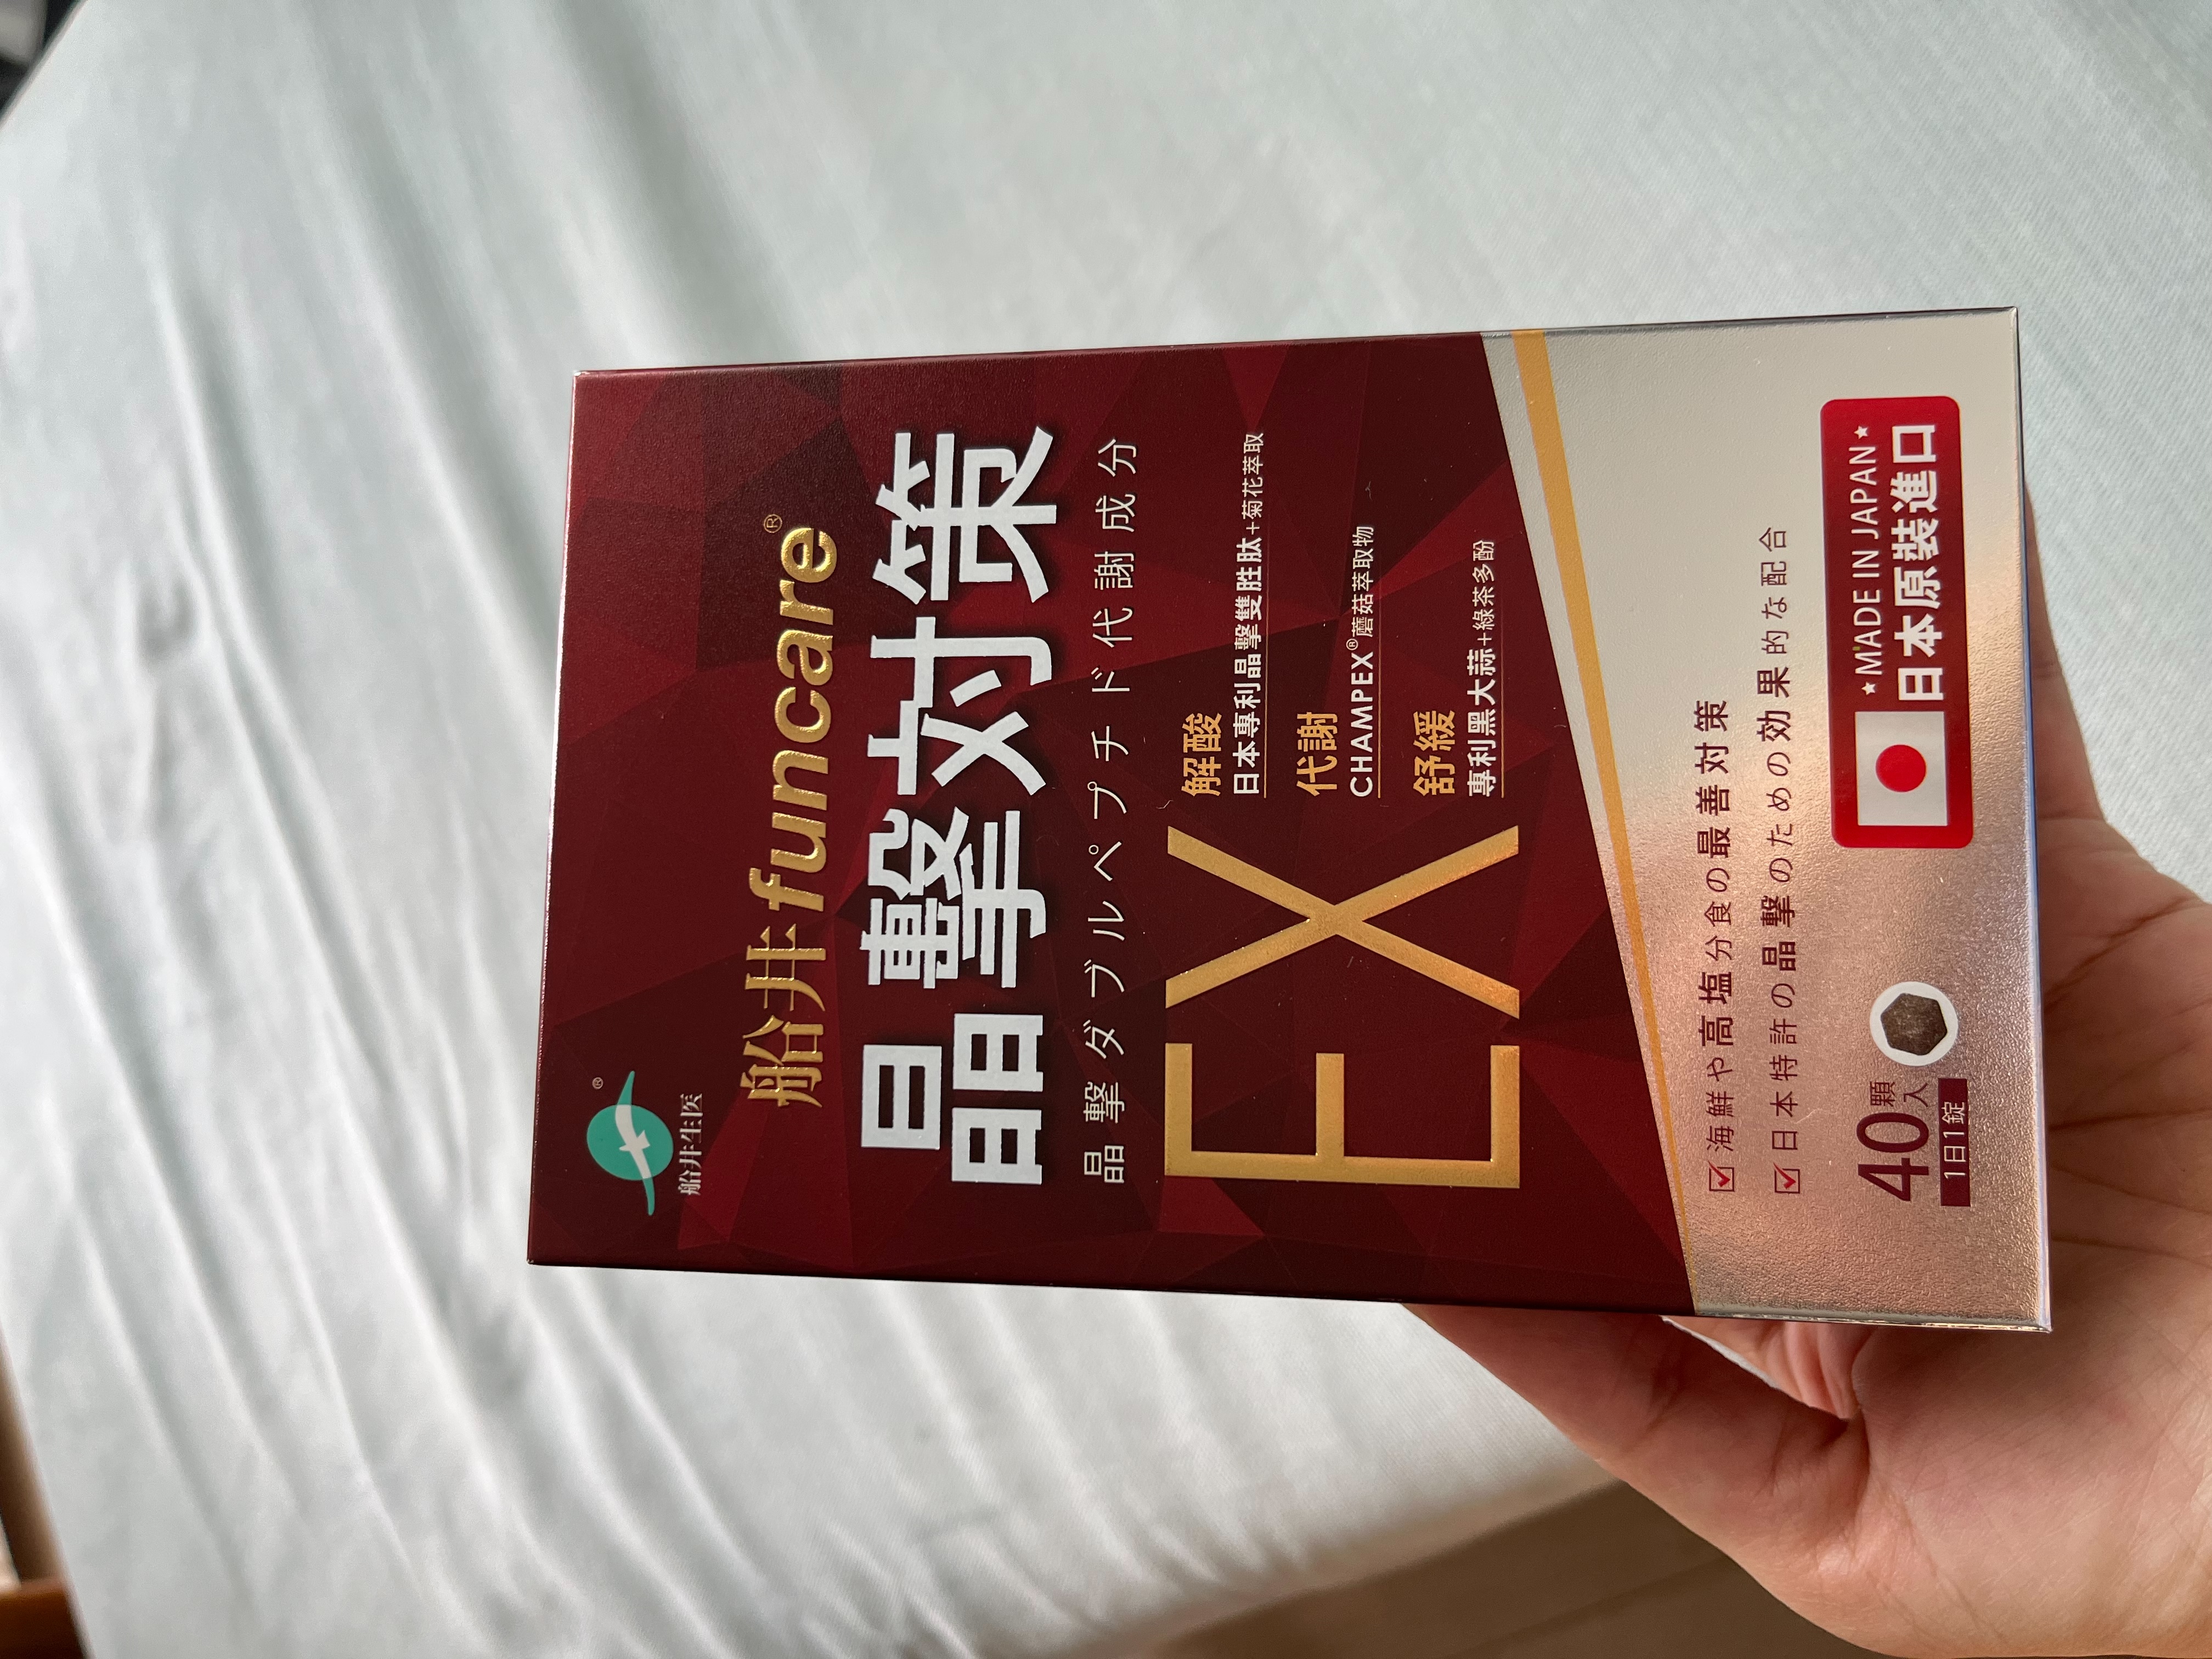 船井生医®
船井funcare®
晶擊対策
晶擊ダブルペプチド代謝成分
EX
解酸
日本專利晶擊雙胜肽+菊花萃取
代謝
CHAMPEX®蘑菇萃取物
舒緩
專利黑大蒜+綠茶多酚
海鮮や高塩分食の最善対策
日本特許の晶擊のための効果的な配合
40顆入
1日1錠
★MADE IN JAPAN★
日本原裝進口